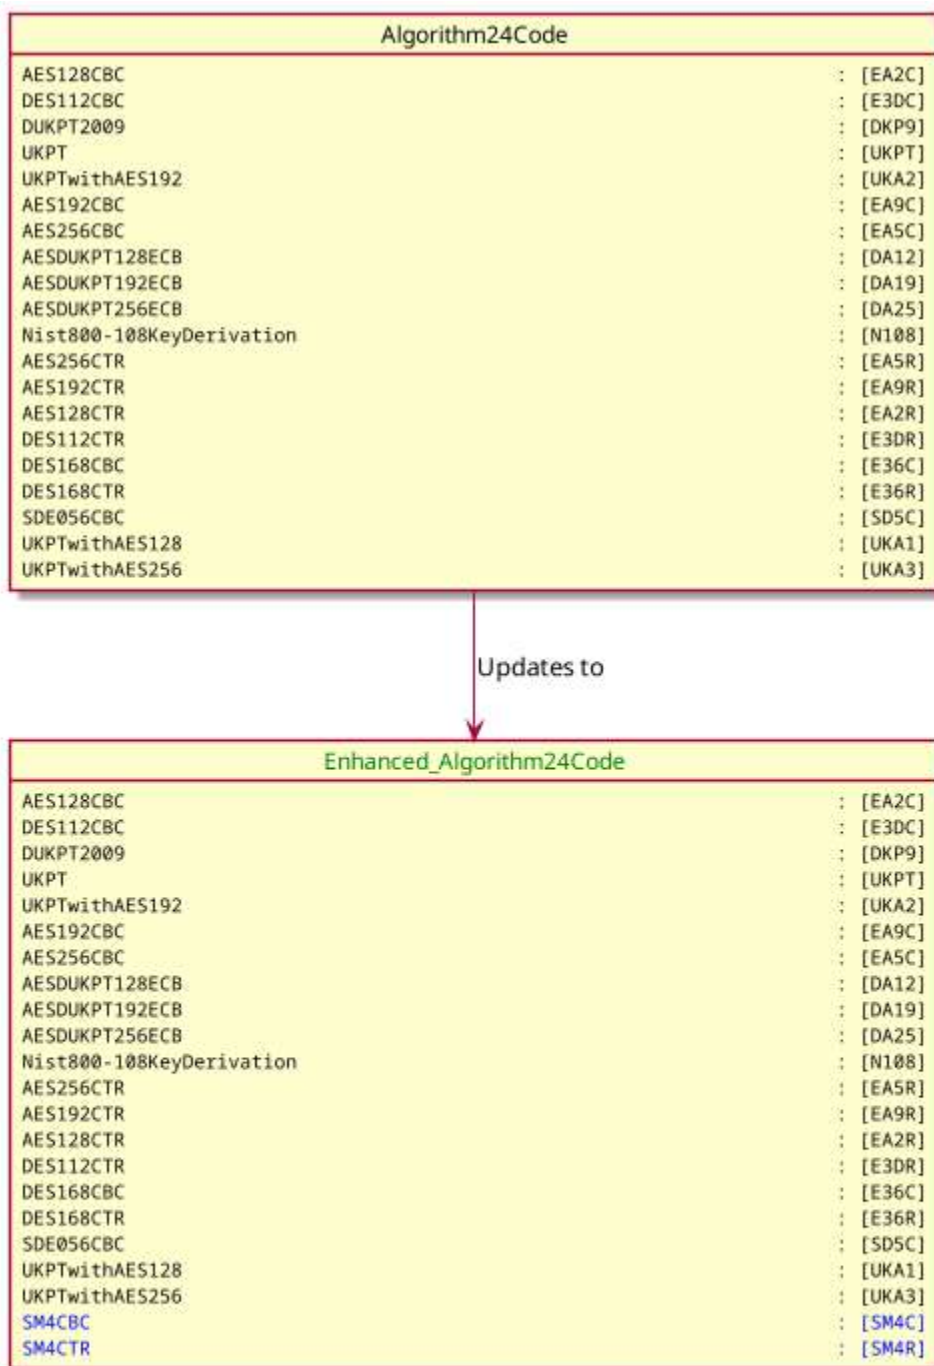 Algorithm24Code
AES128CBC : [EA2C]
DES112CBC : [E3DC]
DUKPT2009 : [DKP9]
UKPT : [UKPT]
UKPTwithAES192 : [UKA2]
AES192CBC : [EA9C]
AES256CBC : [EA5C]
AESDUKPT128ECB : [DA12]
AESDUKPT192ECB : [DA19]
AESDUKPT256ECB : [DA25]
Nist800-108KeyDerivation : [N108]
AES256CTR : [EA5R]
AES192CTR : [EA9R]
AES128CTR : [EA2R]
DES112CTR : [E3DR]
DES168CBC : [E36C]
DES168CTR : [E36R]
SDE056CBC : [SD5C]
UKPTwithAES128 : [UKA1]
UKPTwithAES256 : [UKA3]
Updates to
Enhanced_Algorithm24Code
AES128CBC : [EA2C]
DES112CBC : [E3DC]
DUKPT2009 : [DKP9]
UKPT : [UKPT]
UKPTwithAES192 : [UKA2]
AES192CBC : [EA9C]
AES256CBC : [EA5C]
AESDUKPT128ECB : [DA12]
AESDUKPT192ECB : [DA19]
AESDUKPT256ECB : [DA25]
Nist800-108KeyDerivation : [N108]
AES256CTR : [EA5R]
AES192CTR : [EA9R]
AES128CTR : [EA2R]
DES112CTR : [E3DR]
DES168CBC : [E36C]
DES168CTR : [E36R]
SDE056CBC : [SD5C]
UKPTwithAES128 : [UKA1]
UKPTwithAES256 : [UKA3]
SM4CBC : [SM4C]
SM4CTR : [SM4R]